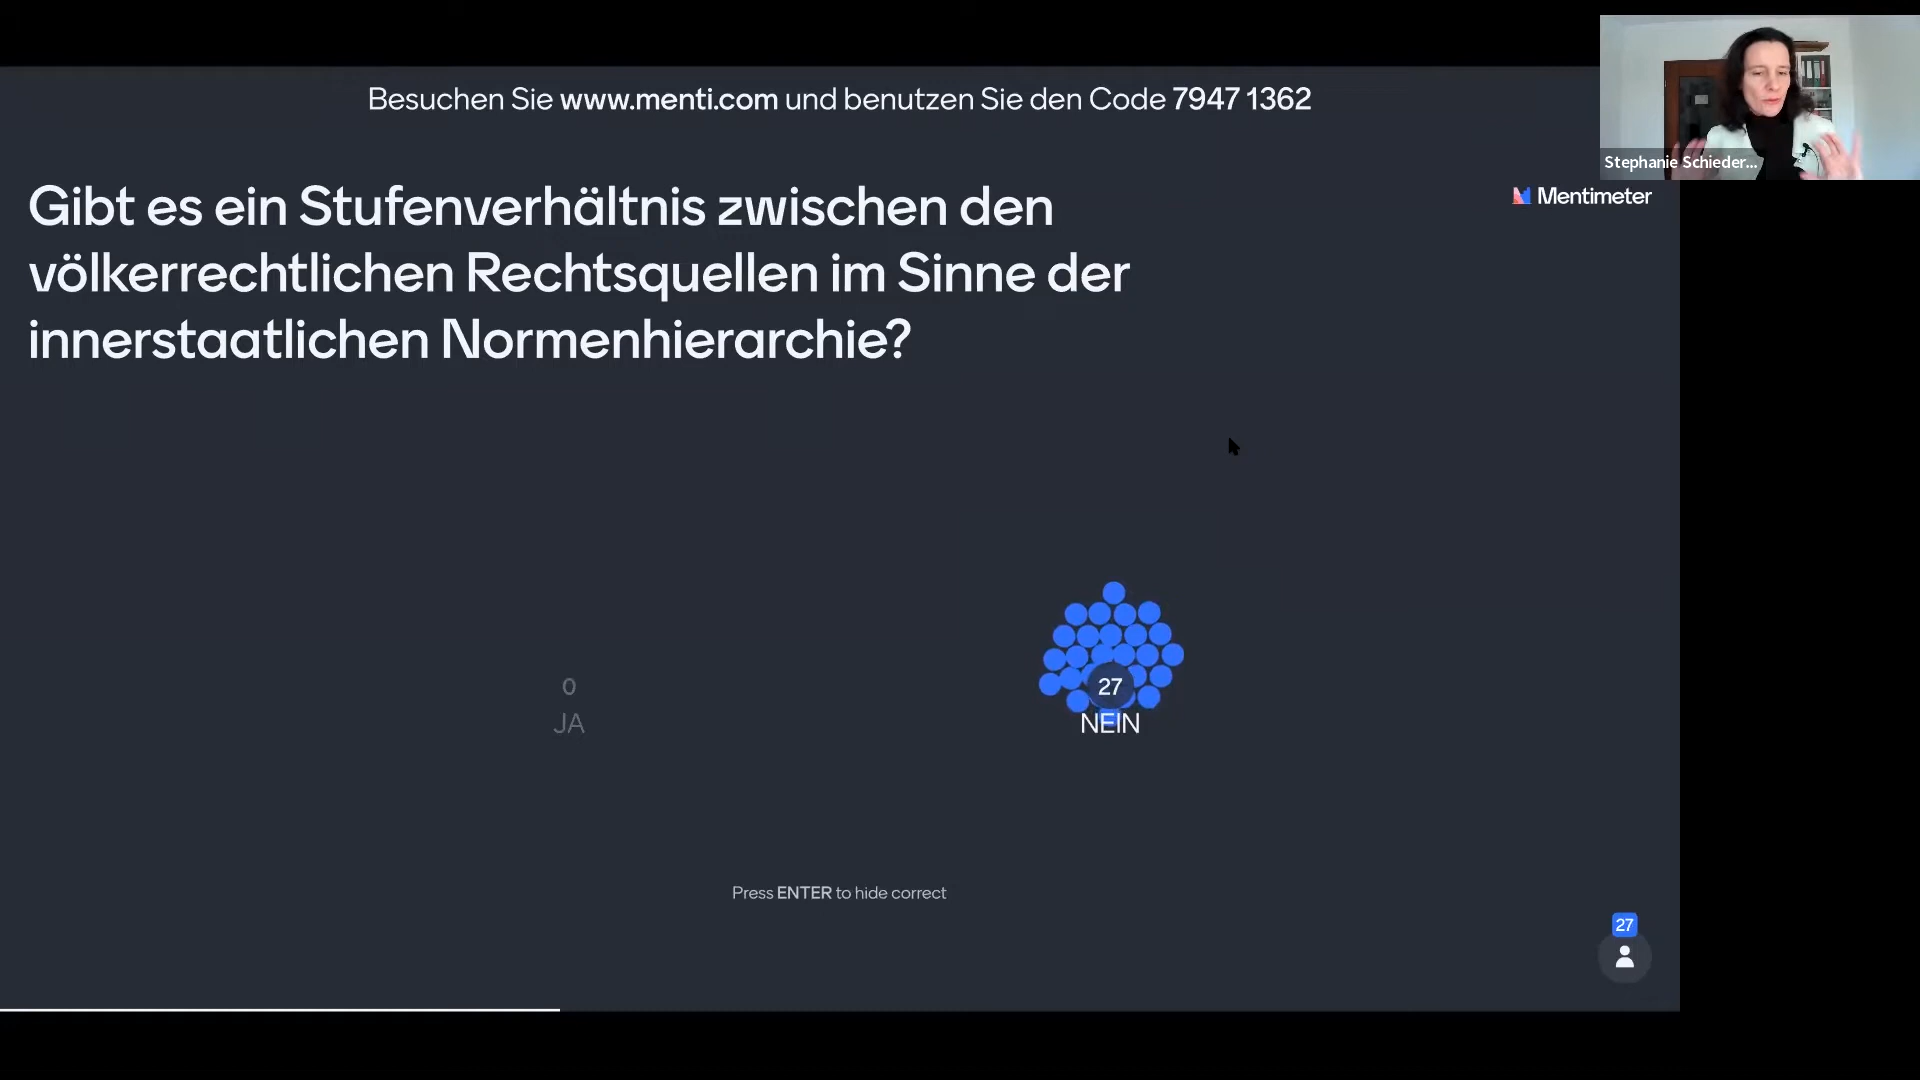 Besuchen Sie www.menti.com und benutzen Sie den Code 7947 1362
Stephanie Schieder...
Mentimeter
Gibt es ein Stufenverhältnis zwischen den
völkerrechtlichen Rechtsquellen im Sinne der
innerstaatlichen Normenhierarchie?
0
JA
27
NEIN
Press ENTER to hide correct
27